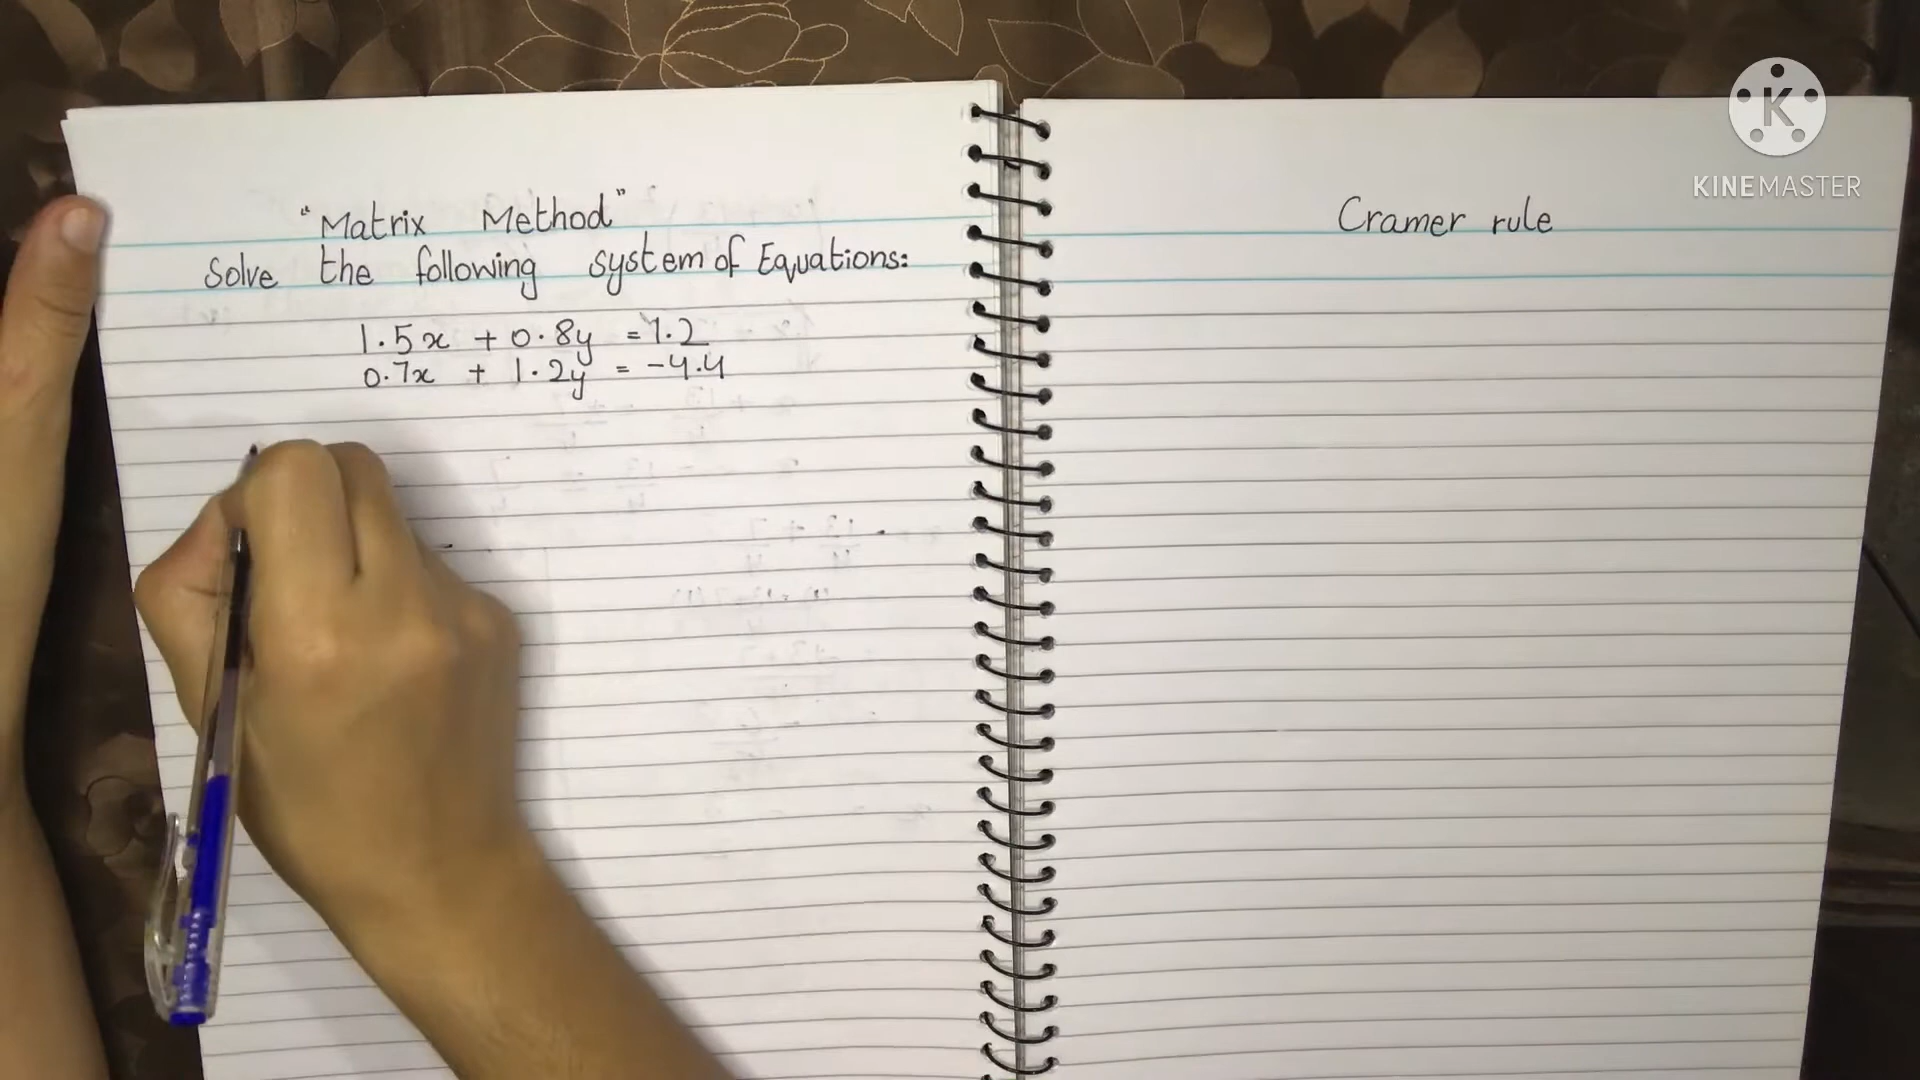 "Matrix Method"
Solve the following system of Equations:
1.5x + 0.8y = 1.2
0.7x + 1.2y = -4.4
Cramer rule
K
KINEMASTER